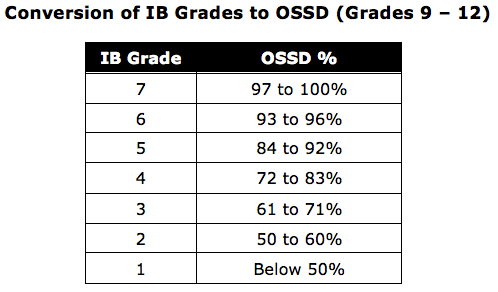 Conversion of IB Grades to OSSD (Grades 9 – 12)
IB Grade OSSD %
7 97 to 100%
6 93 to 96%
5 84 to 92%
4 72 to 83%
3 61 to 71%
2 50 to 60%
1 Below 50%